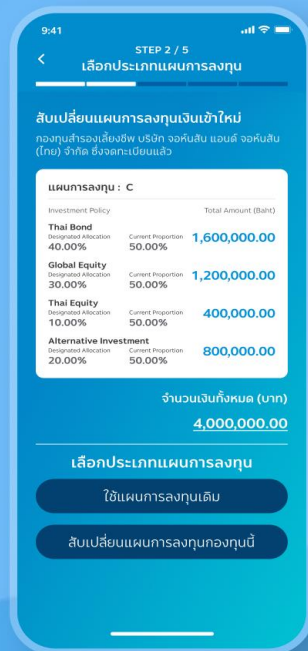 9:41
STEP 2 / 5
เลือกประเภทแผนการลงทุน
สับเปลี่ยนแผนการลงทุนเงินเข้าใหม่
กองทุนสำรองเลี้ยงชีพ บริษัท จอห์นสัน แอนด์ จอห์นสัน
(ไทย) จำกัด ซึ่งจดทะเบียนแล้ว
แผนการลงทุน : C
Investment Policy Total Amount (Baht)
Thai Bond
Designated Allocation Current Proportion
40.00% 50.00% 1,600,000.00
Global Equity
Designated Allocation Current Proportion
30.00% 50.00% 1,200,000.00
Thai Equity
Designated Allocation Current Proportion
10.00% 50.00% 400,000.00
Alternative Investment
Designated Allocation Current Proportion
20.00% 50.00% 800,000.00
จำนวนเงินทั้งหมด (บาท)
4,000,000.00
เลือกประเภทแผนการลงทุน
ใช้แผนการลงทุนเดิม
สับเปลี่ยนแผนการลงทุนกองทุนนี้